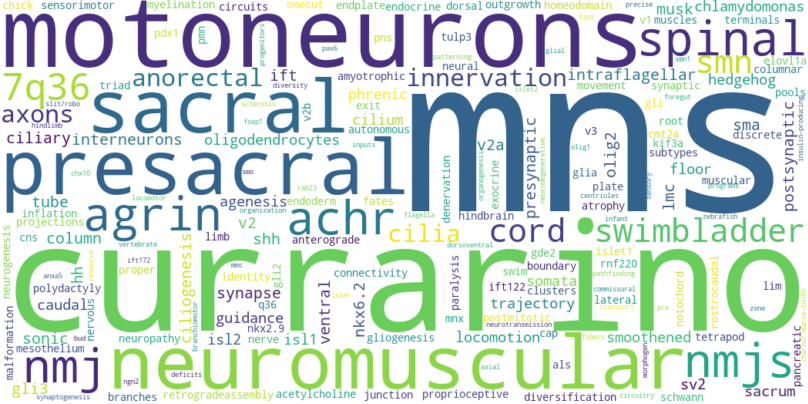 chick sensorimotor myelination circuits onecut endplate endocrine dorsal outgrowth homeodomain tips precise
motoneurons spinal
pdx1 pmn progenitors pax6 pns tulp3 neural patterning glial musk chlamydomonas muscles terminals v1 smn1
7q36 anorectal ift innervation intraflagellar smn elovl1a
triad amyotrophic islet2 movement synaptic hedgehog columnar
axons slit/robo sclerosis diversity v2b phrenic exit cilium gli root pools
sacral mns
hindlimb foxp1 autonomous v2a presynaptic v3 olig2 cmt2a sma discrete postsynaptic insulin-producing
ciliary interneurons oligodendrocytes inputs olig1 kif3a subtypes foregut
presacral
chx10 smo denervation organogenesis exocrine neurodegenerative glia plate lmc floor muscular
locomotor rab23 centrioles atrophy sensory programs
tube agenesis endoderm fates flagella infant zebrafish
inflation organization hindbrain
agrin achr cord swimbladder
projections
neurogenesis cns column ciliogenesis v2 limb anterograde cilia dorsoventral gde2 islet1 commissural
vertebrate shh swim boundary rnf220 pathfinding rostrocaudal
currarino
anxa5 ift172 resource mmc identity gli2 connectivity paralysis ift122 somata lateral notochord pre zone
polydactyly proper hh synapse ventral nkx6.2 clusters trajectory transport lim
malformation caudal nervous q36 islet mnx neurotransmission postmitotic
guidance nkx2.9
sonic branchiomotor neuropathy isl2 nerve isl1 gliogenesis locomotion cap smoothened tetrapod pancreatic
mesothelium bud axial als fibers morphogen
nmj neuromuscular nmjs
gli3 ngn2 deficits sv2
synaptogenesis branches retrogradeassembly acetylcholine junction proprioceptive diversification circuitry schwann sacrum